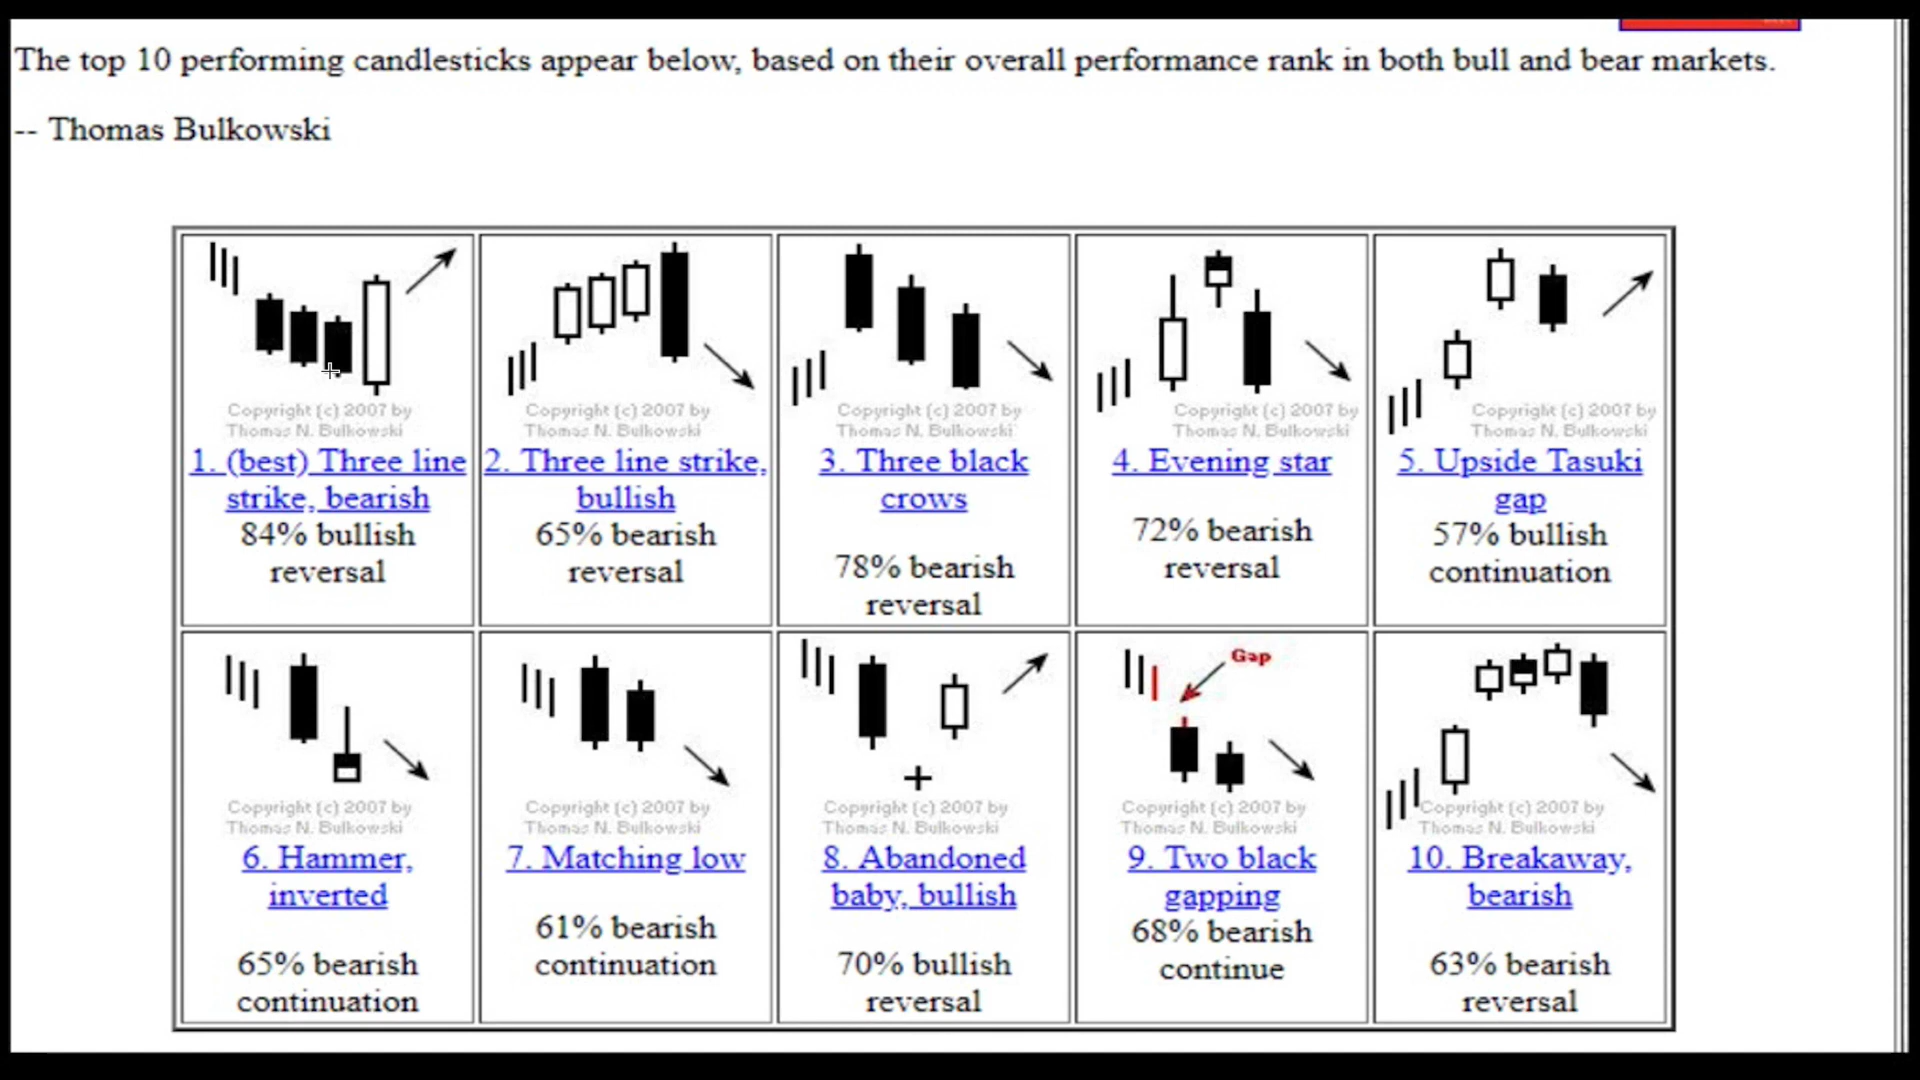 The top 10 performing candlesticks appear below, based on their overall performance rank in both bull and bear markets.
-- Thomas Bulkowski
Copyright (c) 2007 by
Thomas N. Bulkowski
1. (best) Three line
strike, bearish
84% bullish
reversal
Copyright (c) 2007 by
Thomas N. Bulkowski
2. Three line strike,
bullish
65% bearish
reversal
Copyright (c) 2007 by
Thomas N. Bulkowski
3. Three black
crows
78% bearish
reversal
Copyright (c) 2007 by
Thomas N. Bulkowski
4. Evening star
72% bearish
reversal
Copyright (c) 2007 by
Thomas N. Bulkowski
5. Upside Tasuki
gap
57% bullish
continuation
Copyright (c) 2007 by
Thomas N. Bulkowski
6. Hammer,
inverted
65% bearish
continuation
Copyright (c) 2007 by
Thomas N. Bulkowski
7. Matching low
61% bearish
continuation
Copyright (c) 2007 by
Thomas N. Bulkowski
8. Abandoned
baby, bullish
70% bullish
reversal
Gap
Copyright (c) 2007 by
Thomas N. Bulkowski
9. Two black
gapping
68% bearish
continue
Copyright (c) 2007 by
Thomas N. Bulkowski
10. Breakaway,
bearish
63% bearish
reversal